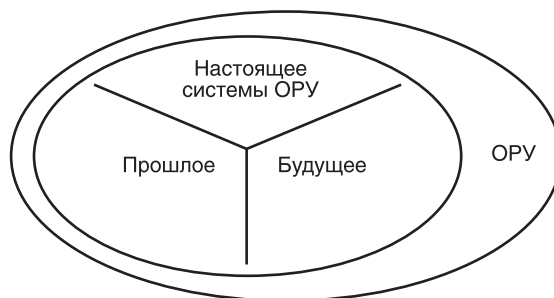 Настоящее
системы ОРУ
Прошлое
Будущее
ОРУ